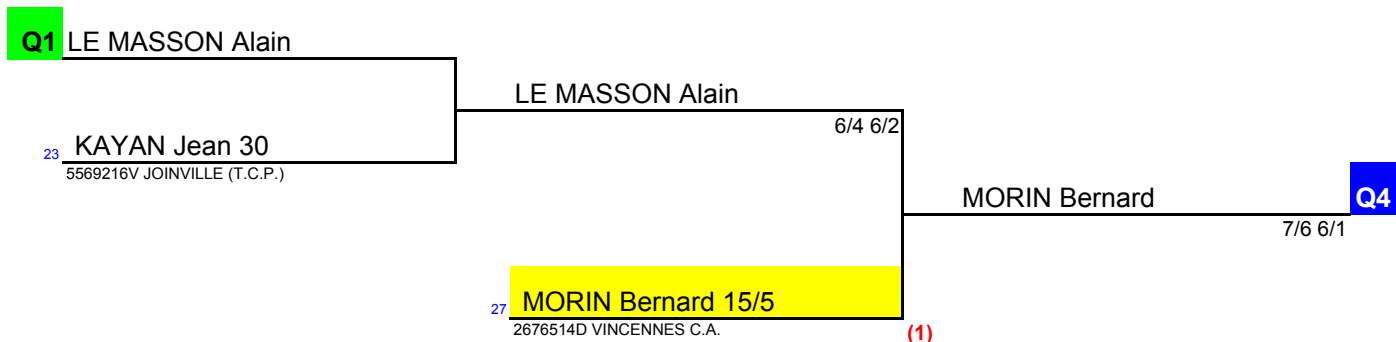 Q1 LE MASSON Alain
LE MASSON Alain
6/4 6/2
23 KAYAN Jean 30
5569216V JOINVILLE (T.C.P.)
MORIN Bernard Q4
7/6 6/1
27 MORIN Bernard 15/5
2676514D VINCENNES C.A.
(1)